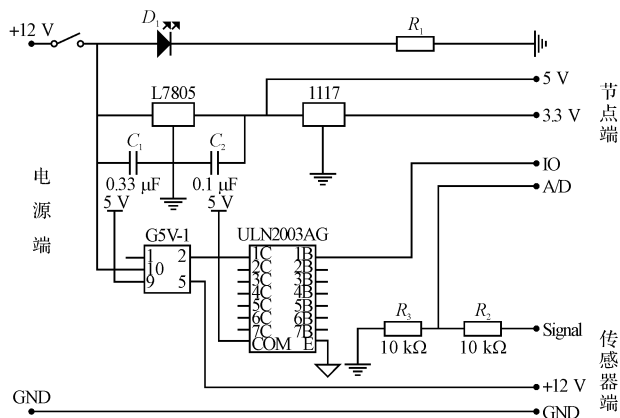 +12 V
D₁
R₁
L7805
1117
5 V
3.3 V
节点端
C₁
C₂
0.33 μF
0.1 μF
IO
A/D
电源端
5 V
5 V
G5V-1
ULN2003AG
1
2
10
9
5
1C
1B
2C
2B
3C
3B
4C
4B
5C
5B
6C
6B
7C
7B
COM
E
R₃
R₂
10 kΩ
10 kΩ
Signal
传感器端
+12 V
GND
GND